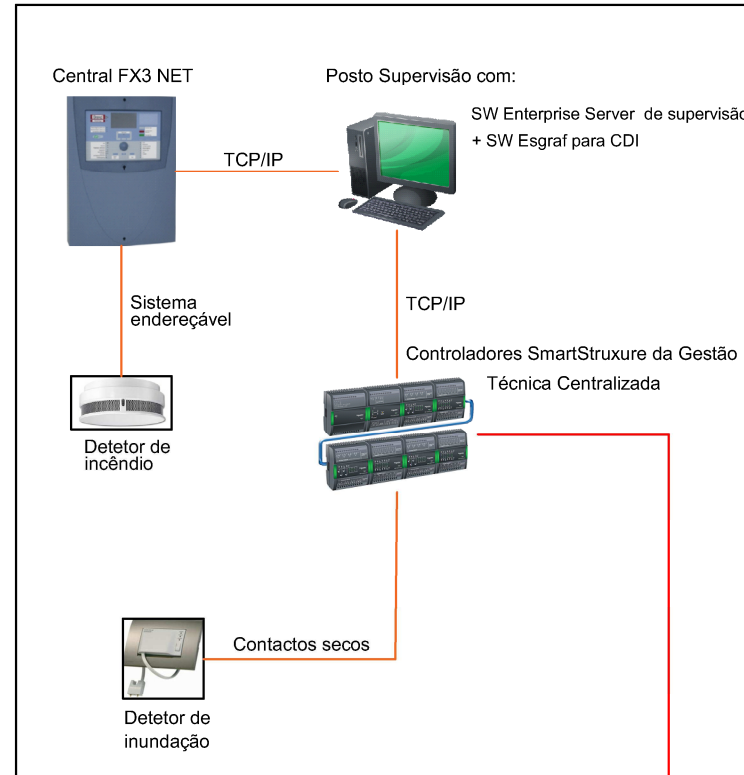 Central FX3 NET
Posto Supervisão com:
SW Enterprise Server de supervisão
+ SW Esgraf para CDI
TCP/IP
Sistema
endereçável
TCP/IP
Controladores SmartStruxure da Gestão
Técnica Centralizada
Detetor de
incêndio
Contactos secos
Detetor de
inundação